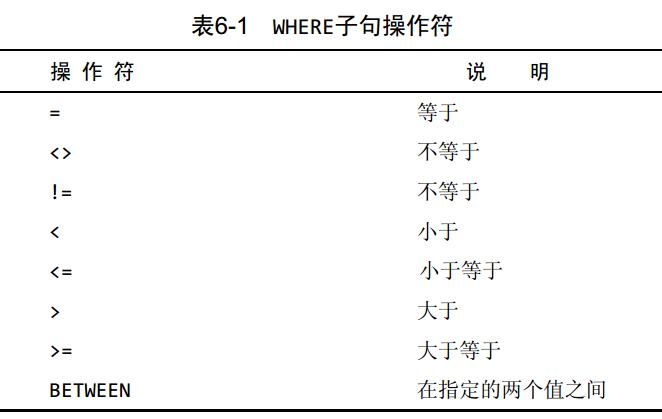 表6-1 WHERE子句操作符
操作符 说明
= 等于
<> 不等于
!= 不等于
< 小于
<= 小于等于
> 大于
>= 大于等于
BETWEEN 在指定的两个值之间